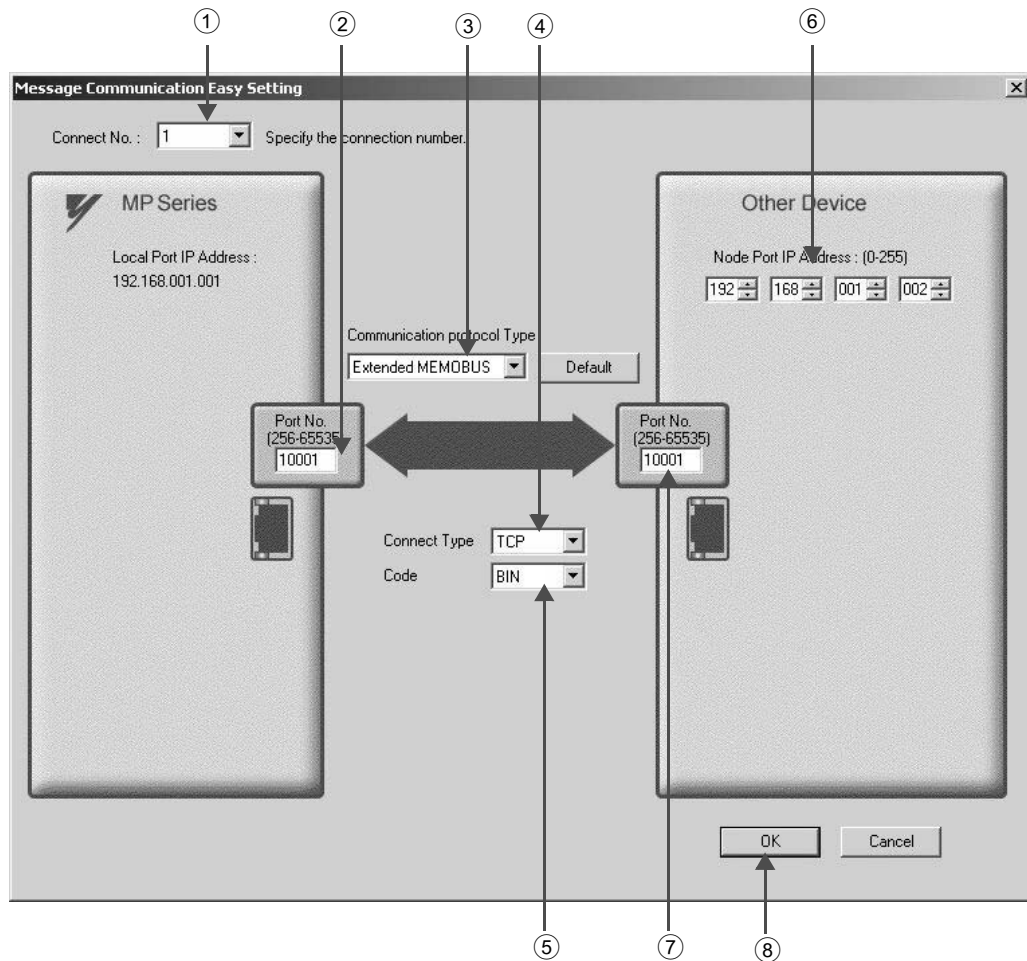 ① ② ③ ④ ⑥
Message Communication Easy Setting
Connect No. : 1 Specify the connection number.
MP Series
Local Port IP Address :
192.168.001.001
Other Device
Node Port IP Address : (0-255)
192 168 001 002
Communication protocol Type
Extended MEMOBUS Default
Port No.
(256-65535)
10001
Port No.
(256-65535)
10001
Connect Type TCP
Code BIN
OK Cancel
⑤ ⑦ ⑧